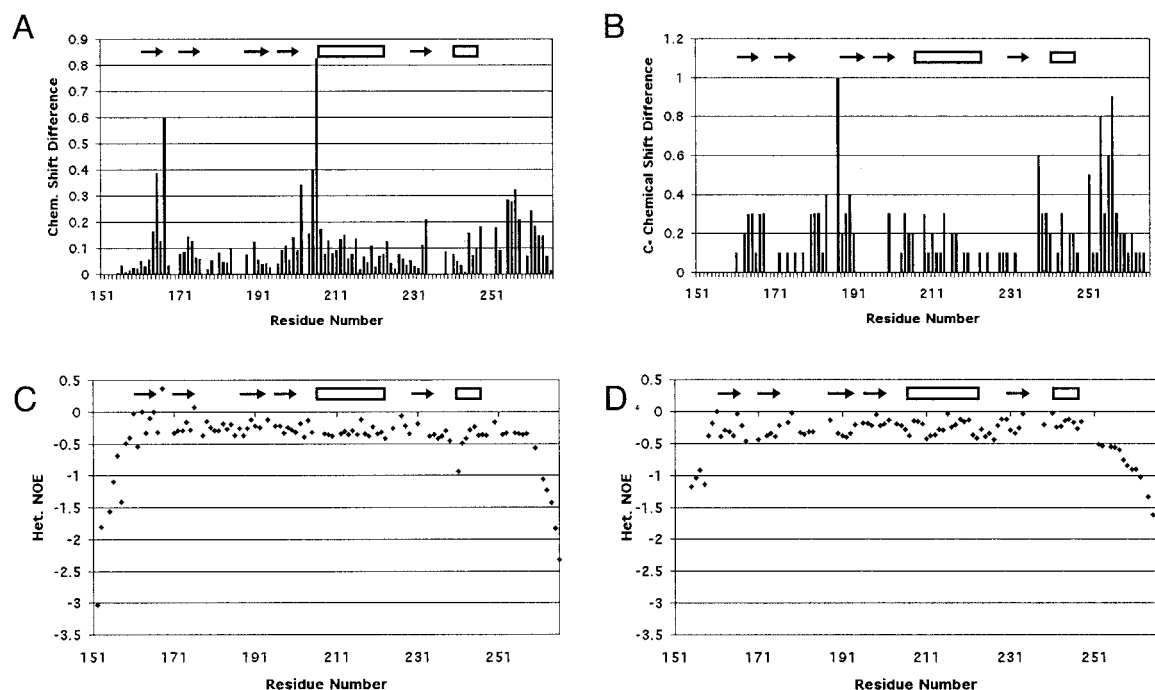 A
0.9
0.8
0.7
0.6
0.5
0.4
0.3
0.2
0.1
0
Chem. Shift Difference
151 171 191 211 231 251
Residue Number
B
1.2
1
0.8
0.6
0.4
0.2
0
Cα Chemical Shift Difference
151 171 191 211 231 251
Residue Number
C
0.5
0
-0.5
-1
-1.5
-2
-2.5
-3
-3.5
Het. NOE
151 171 191 211 231 251
Residue Number
D
0.5
0
-0.5
-1
-1.5
-2
-2.5
-3
-3.5
Het. NOE
151 171 191 211 231 251
Residue Number